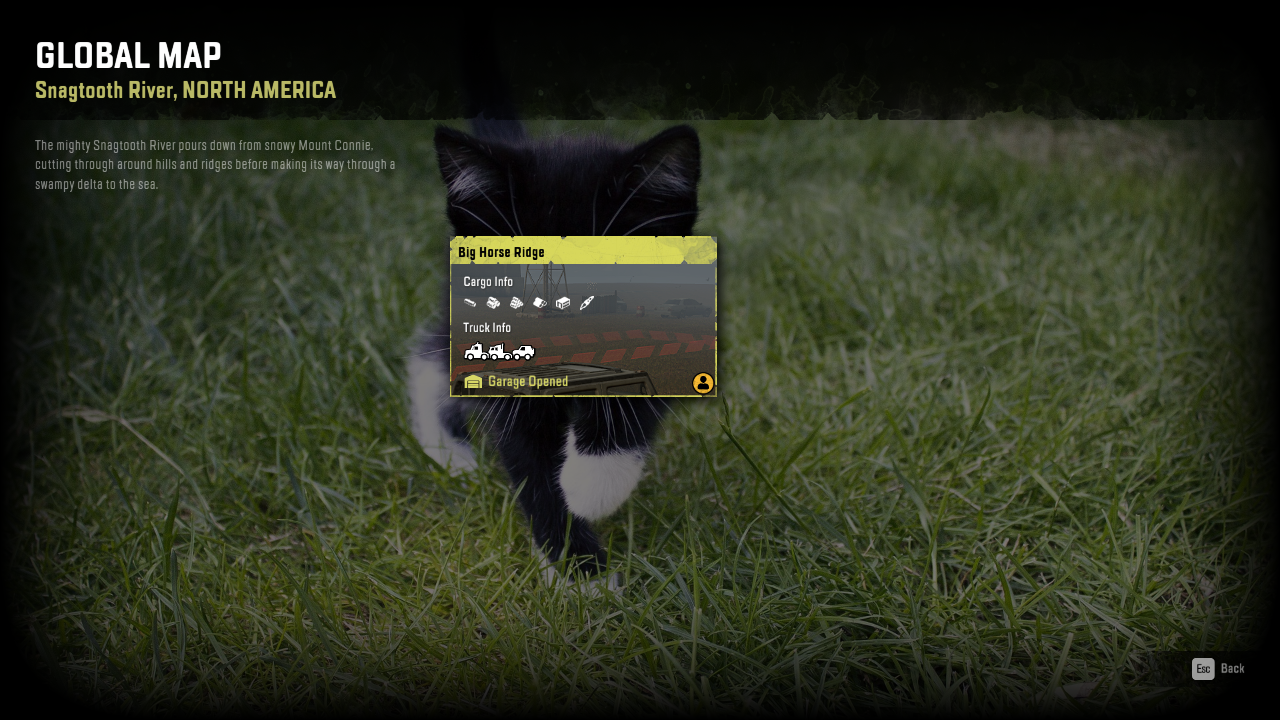 GLOBAL MAP
Snagtooth River, NORTH AMERICA
The mighty Snagtooth River pours down from snowy Mount Connie,
cutting through around hills and ridges before making its way through a
swampy delta to the sea.
Big Horse Ridge
Cargo Info
Truck Info
Garage Opened
Esc Back